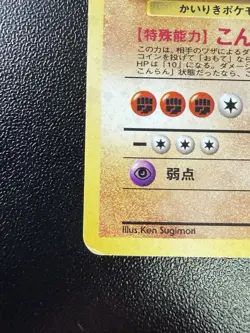 かいりきポケモ
【特殊能力】こん
この力は、相手のワザによるダ
コインを投げて「おもて」なら
HPは「10」になる。ダメージ
こんらん」状態だったなら、
弱点
Illus. Ken Sugimori